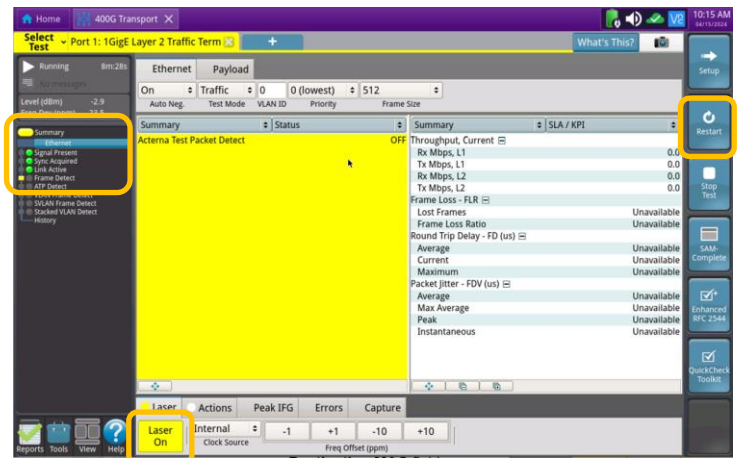 Home
400G Transport X
V2
10:15 AM
04/15/2024
Select
Test
Port 1: 1GigE Layer 2 Traffic Term
+
What's This?
Running 8m:28s
No messages
Level (dBm) -2.9
Summary
Ethernet
Signal Present
Sync Acquired
Link Active
Frame Detect
ATP Detect
VLAN Frame Detect
SVLAN Frame Detect
Stacked VLAN Detect
History
Ethernet Payload
On Traffic 0 0 (lowest) 512
Auto Neg. Test Mode VLAN ID Priority Frame Size
Summary Status
Acterna Test Packet Detect OFF
Summary SLA / KPI
Throughput, Current
Rx Mbps, L1 0.0
Tx Mbps, L1 0.0
Rx Mbps, L2 0.0
Tx Mbps, L2 0.0
Frame Loss - FLR
Lost Frames Unavailable
Frame Loss Ratio Unavailable
Round Trip Delay - FD (us)
Average Unavailable
Current Unavailable
Maximum Unavailable
Packet Jitter - FDV (us)
Average Unavailable
Max Average Unavailable
Peak Unavailable
Instantaneous Unavailable
Laser Actions Peak IFG Errors Capture
Laser
On
Internal
Clock Source
-1 +1 -10 +10
Freq Offset (ppm)
Reports Tools View Help
Setup
Restart
Stop
Test
SAM-
Complete
Enhanced
RFC 2544
QuickCheck
Toolkit